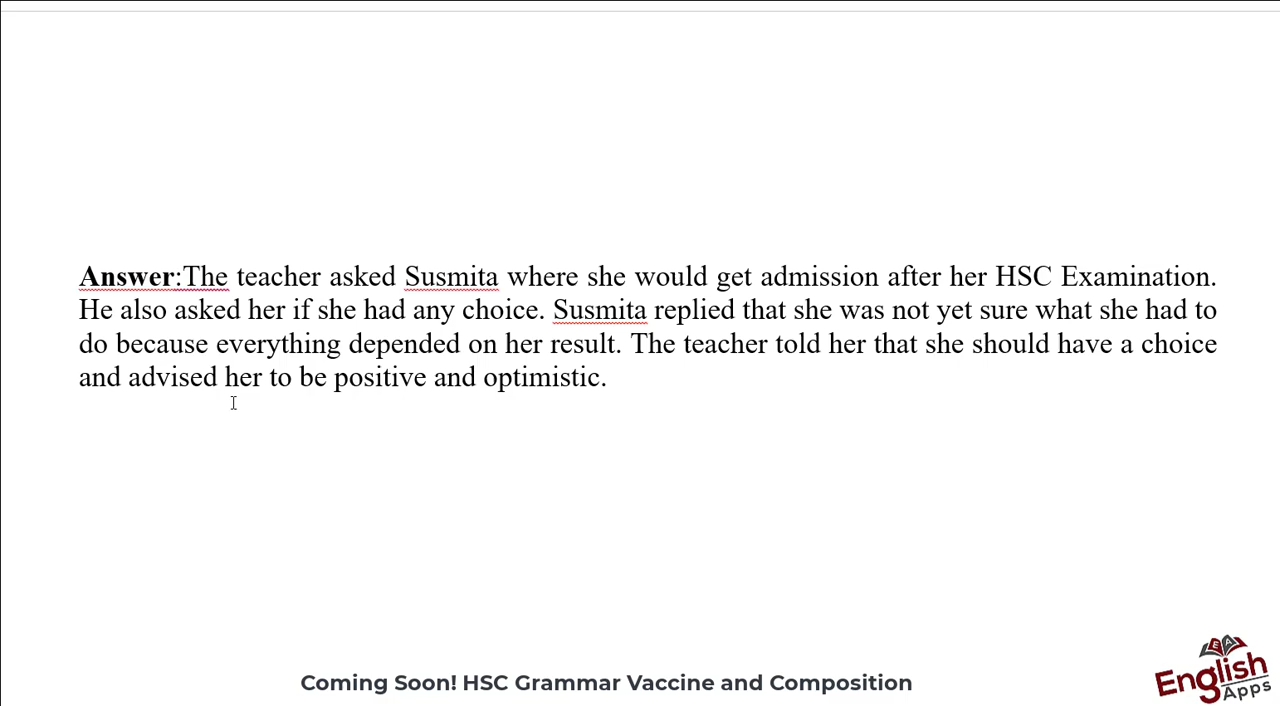 Answer:The teacher asked Susmita where she would get admission after her HSC Examination.
He also asked her if she had any choice. Susmita replied that she was not yet sure what she had to
do because everything depended on her result. The teacher told her that she should have a choice
and advised her to be positive and optimistic.
Coming Soon! HSC Grammar Vaccine and Composition
EA
English
Apps